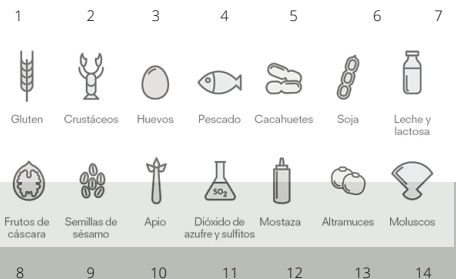 1 2 3 4 5 6 7
Gluten Crustáceos Huevos Pescado Cacahuetes Soja Leche y
lactosa
SO₂
Frutos de Semillas de Apio Dióxido de Mostaza Altramuces Moluscos
cáscara sésamo azufre y sulfitos
8 9 10 11 12 13 14